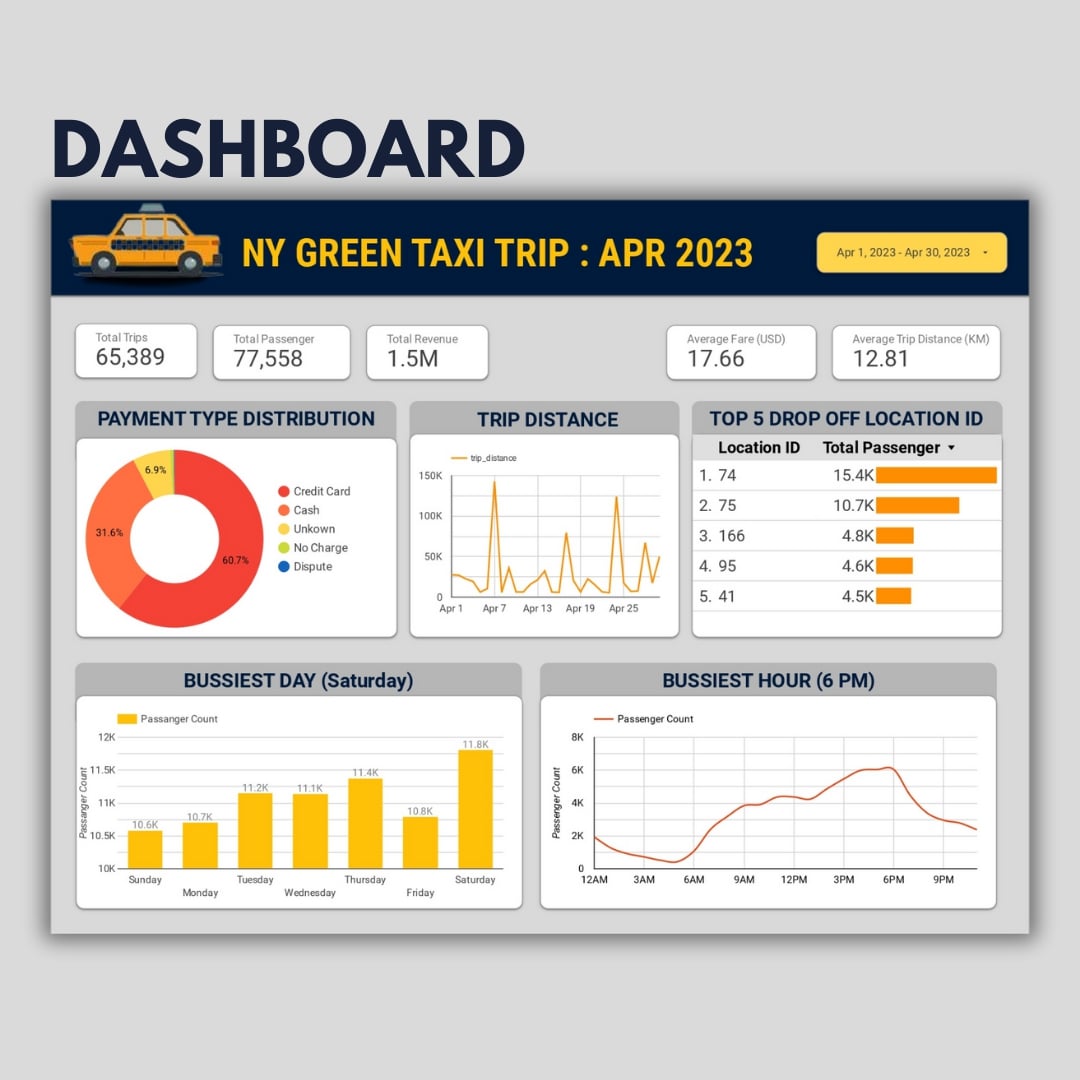 DASHBOARD
NY GREEN TAXI TRIP : APR 2023
Apr 1, 2023 - Apr 30, 2023
Total Trips
65,389
Total Passenger
77,558
Total Revenue
1.5M
Average Fare (USD)
17.66
Average Trip Distance (KM)
12.81
PAYMENT TYPE DISTRIBUTION
6.9%
31.6%
60.7%
Credit Card
Cash
Unkown
No Charge
Dispute
TRIP DISTANCE
trip_distance
150K
100K
50K
0
Apr 1 Apr 7 Apr 13 Apr 19 Apr 25
TOP 5 DROP OFF LOCATION ID
Location ID Total Passenger
1. 74 15.4K
2. 75 10.7K
3. 166 4.8K
4. 95 4.6K
5. 41 4.5K
BUSSIEST DAY (Saturday)
Passanger Count
Passanger Count
12K
11.5K
11K
10.5K
10K
10.6K
10.7K
11.2K
11.1K
11.4K
10.8K
11.8K
Sunday
Monday
Tuesday
Wednesday
Thursday
Friday
Saturday
BUSSIEST HOUR (6 PM)
Passenger Count
Passenger Count
8K
6K
4K
2K
0
12AM 3AM 6AM 9AM 12PM 3PM 6PM 9PM